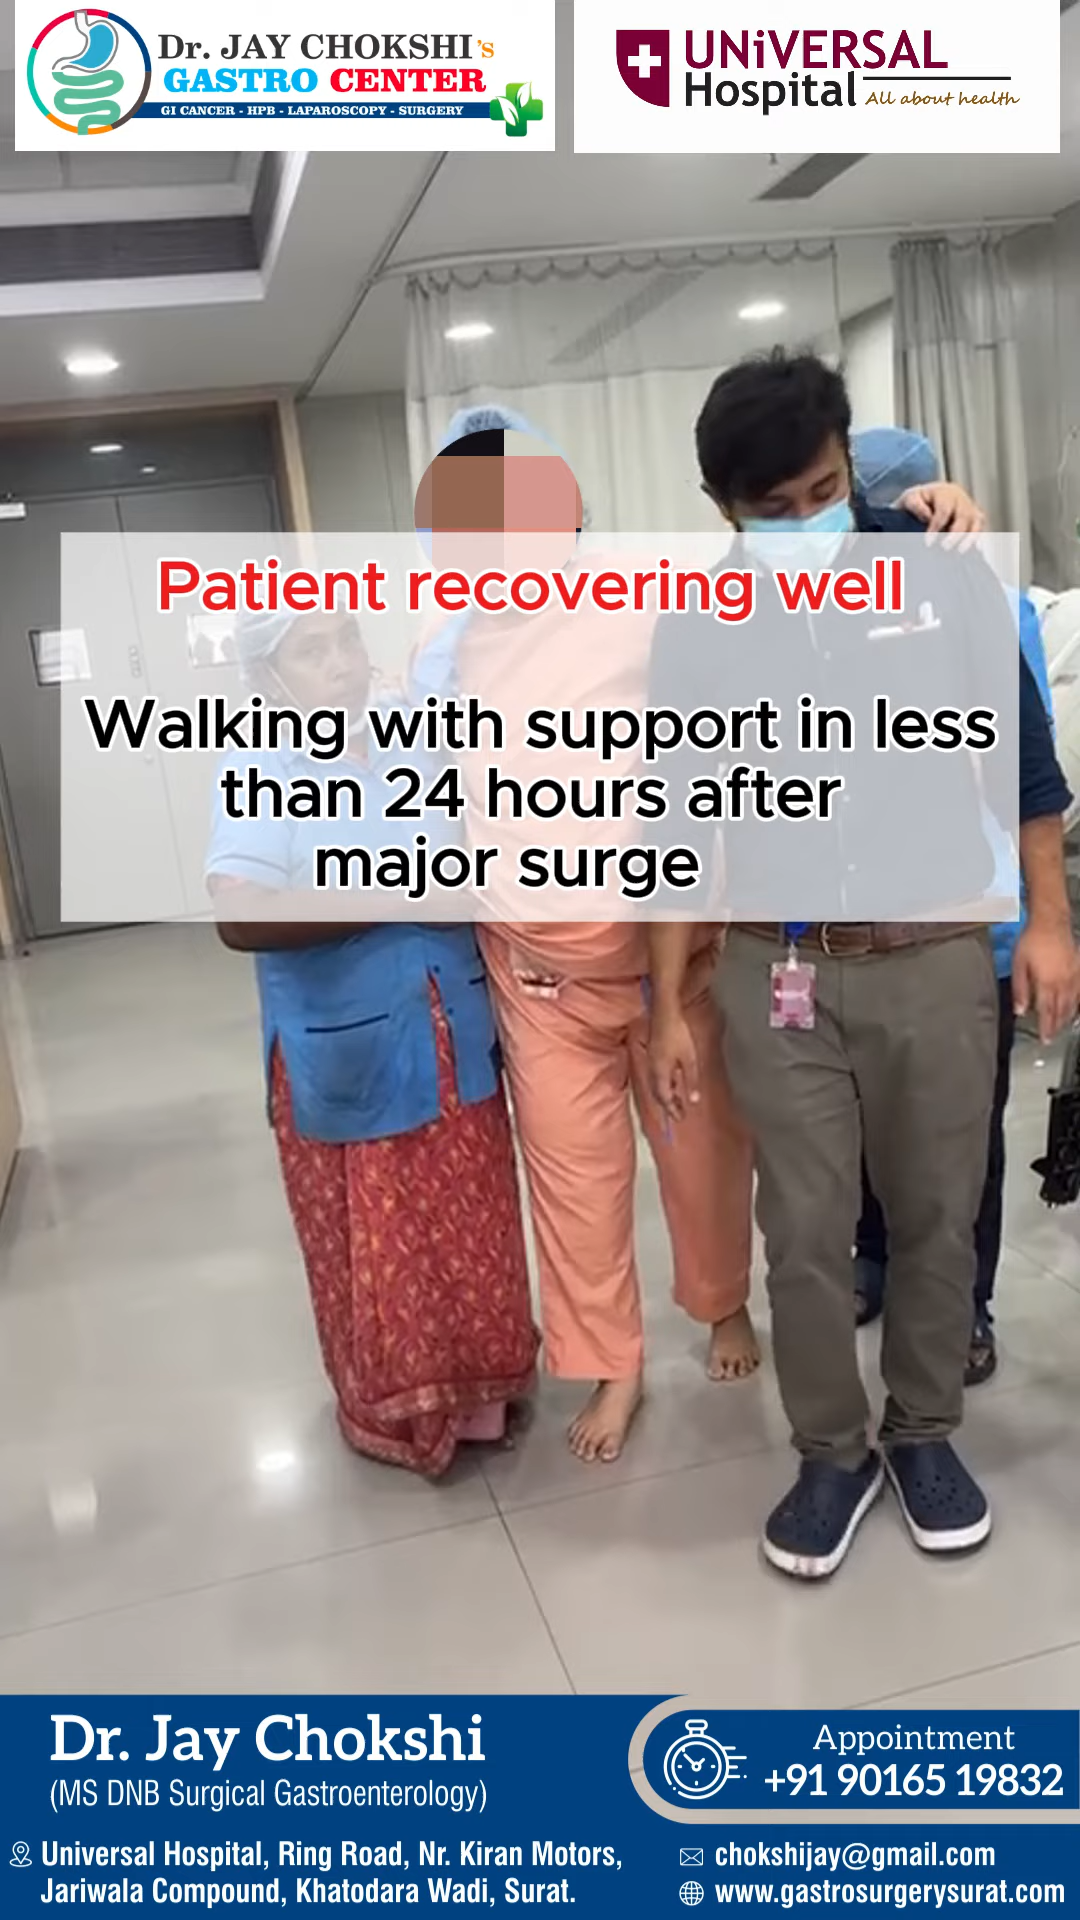 Dr. JAY CHOKSHI's
GASTRO CENTER
GI CANCER - HPB - LAPAROSCOPY - SURGERY
UNiVERSAL
Hospital
All about health
Patient recovering well
Walking with support in less
than 24 hours after
major surge
Dr. Jay Chokshi
(MS DNB Surgical Gastroenterology)
Appointment
+91 90165 19832
Universal Hospital, Ring Road, Nr. Kiran Motors,
Jariwala Compound, Khatodara Wadi, Surat.
chokshijay@gmail.com
www.gastrosurgerysurat.com